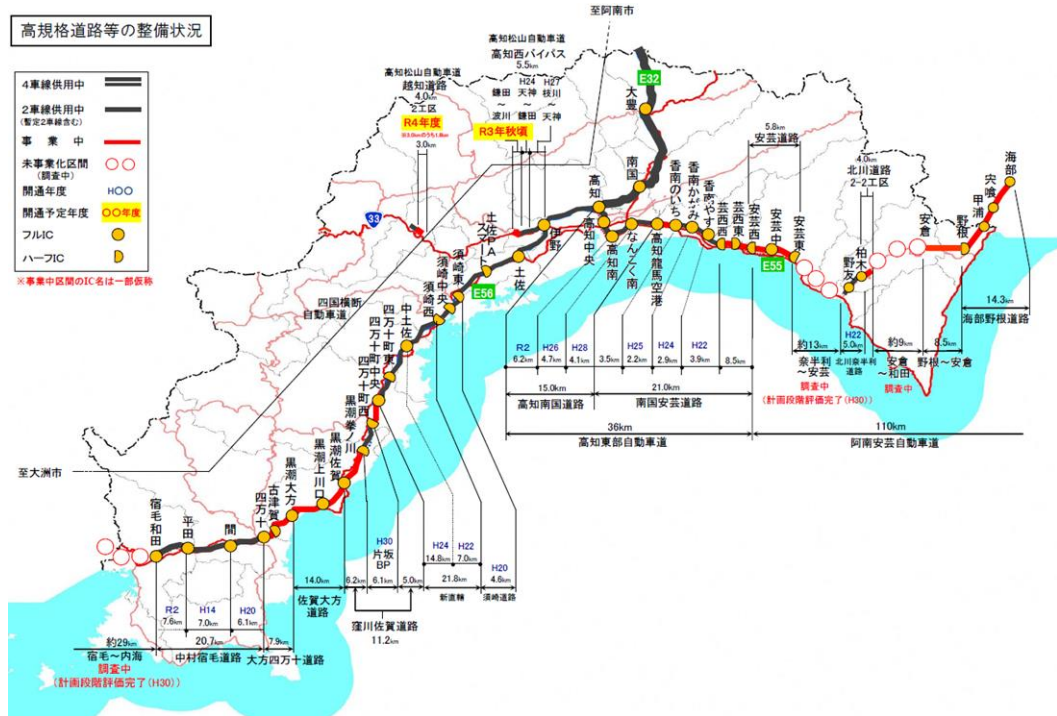 高規格道路等の整備状況
4車線供用中
2車線供用中
(暫定2車線含む)
事業中
未事業化区間
(調査中)
開通年度 H○○
開通予定年度 ○○年度
フルIC
ハーフIC
※事業中区間のIC名は一部仮称
至阿南市
高知松山自動車道
高知西バイパス
5.5km
高知松山自動車道
越知道路
4.0km
2工区
R4年度
※3.0kmのうち1.8km
3.0km
鎌田～波川
H24
天神～鎌田
H27
枝川～天神
R3年秋頃
E32
大豊
南国
高知
33
伊野
土佐PAスマート
土佐
E56
須崎東
須崎中央
須崎西
四国横断
自動車道
中土佐
四万十町東
四万十町中央
四万十町西
黒潮拳ノ川
黒潮佐賀
黒潮上川口
黒潮大方
古津賀
四万十
間
平田
宿毛和田
至大洲市
高知中央
高知南
なんこく南
高知龍馬空港
香南のいち
香南かがみ
香南やす
芸西西
芸西東
安芸西
安芸中
安芸東
E55
5.8km
安芸道路
4.0km
北川道路
2-2工区
野友
柏木
安倉
野根
甲浦
宍喰
海部
14.3km
海部野根道路
8.5km
野根～安倉
約9km
安倉
～和田
調査中
H22
5.0km
北川奈半利
道路
約13km
奈半利
～安芸
調査中
(計画段階評価完了(H30))
R2
6.2km
H26
4.7km
H28
4.1km
3.5km
H25
2.2km
H24
2.9km
H22
3.9km
8.5km
15.0km
高知南国道路
21.0km
南国安芸道路
36km
高知東部自動車道
110km
阿南安芸自動車道
H20
4.6km
須崎道路
H22
7.0km
H24
14.8km
21.8km
新直轄
5.0km
H30
片坂
BP
6.1km
6.2km
窪川佐賀道路
11.2km
14.0km
佐賀大方
道路
7.9km
大方四万十道路
R2
7.6km
H14
7.0km
H20
6.1km
20.7km
中村宿毛道路
約29km
宿毛～内海
調査中
(計画段階評価完了(H30))